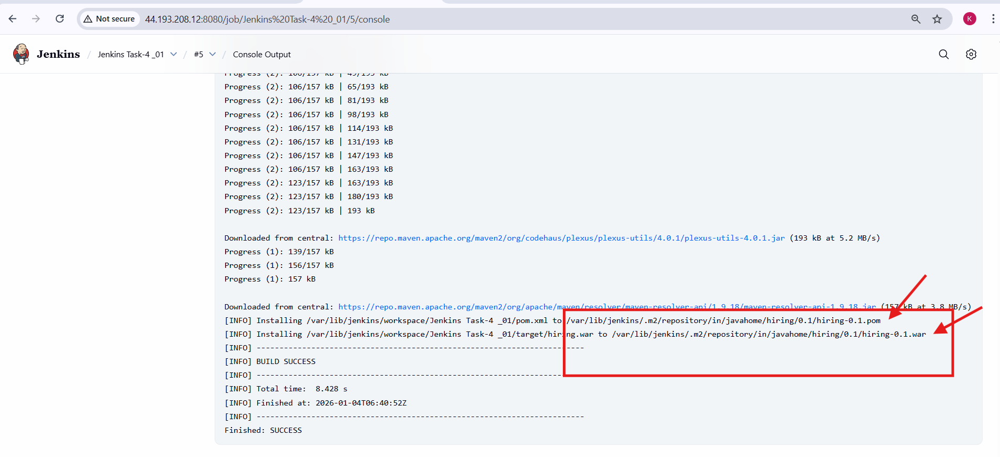 Not secure 44.193.208.12:8080/job/Jenkins%20Task-4%20_01/5/console K
Jenkins / Jenkins Task-4 _01 / #5 / Console Output
Progress (2): 106/157 kB | 49/193 kB
Progress (2): 106/157 kB | 65/193 kB
Progress (2): 106/157 kB | 81/193 kB
Progress (2): 106/157 kB | 98/193 kB
Progress (2): 106/157 kB | 114/193 kB
Progress (2): 106/157 kB | 131/193 kB
Progress (2): 106/157 kB | 147/193 kB
Progress (2): 106/157 kB | 163/193 kB
Progress (2): 123/157 kB | 163/193 kB
Progress (2): 123/157 kB | 180/193 kB
Progress (2): 123/157 kB | 193 kB
Downloaded from central: https://repo.maven.apache.org/maven2/org/codehaus/plexus/plexus-utils/4.0.1/plexus-utils-4.0.1.jar (193 kB at 5.2 MB/s)
Progress (1): 139/157 kB
Progress (1): 156/157 kB
Progress (1): 157 kB
Downloaded from central: https://repo.maven.apache.org/maven2/org/apache/maven/resolver/maven-resolver-api/1.9.18/maven-resolver-api-1.9.18.jar (157 kB at 3.8 MB/s)
[INFO] Installing /var/lib/jenkins/workspace/Jenkins Task-4 _01/pom.xml to /var/lib/jenkins/.m2/repository/in/javahome/hiring/0.1/hiring-0.1.pom
[INFO] Installing /var/lib/jenkins/workspace/Jenkins Task-4 _01/target/hiring.war to /var/lib/jenkins/.m2/repository/in/javahome/hiring/0.1/hiring-0.1.war
[INFO] ------------------------------------------------------------------------
[INFO] BUILD SUCCESS
[INFO] ------------------------------------------------------------------------
[INFO] Total time:  8.428 s
[INFO] Finished at: 2026-01-04T06:40:52Z
[INFO] ------------------------------------------------------------------------
Finished: SUCCESS